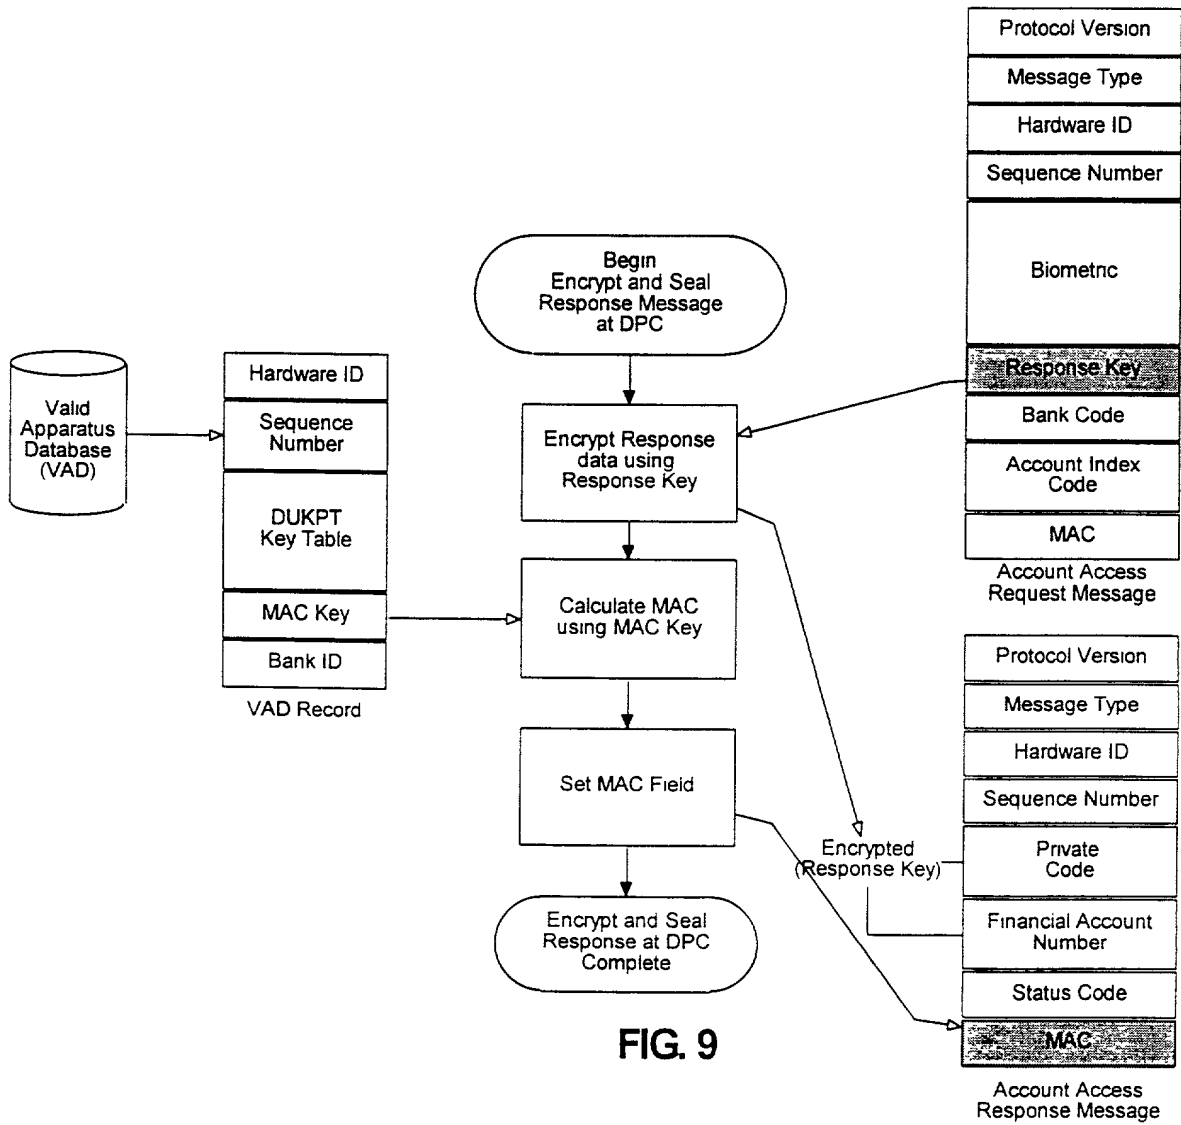 Protocol Version
Message Type
Hardware ID
Sequence Number
Biometric
Response Key
Bank Code
Account Index
Code
MAC
Account Access
Request Message
Begin
Encrypt and Seal
Response Message
at DPC
Valid
Apparatus
Database
(VAD)
Hardware ID
Sequence
Number
DUKPT
Key Table
MAC Key
Bank ID
VAD Record
Encrypt Response
data using
Response Key
Calculate MAC
using MAC Key
Set MAC Field
Encrypt and Seal
Response at DPC
Complete
Encrypted
(Response Key)
Protocol Version
Message Type
Hardware ID
Sequence Number
Private
Code
Financial Account
Number
Status Code
MAC
Account Access
Response Message
FIG. 9